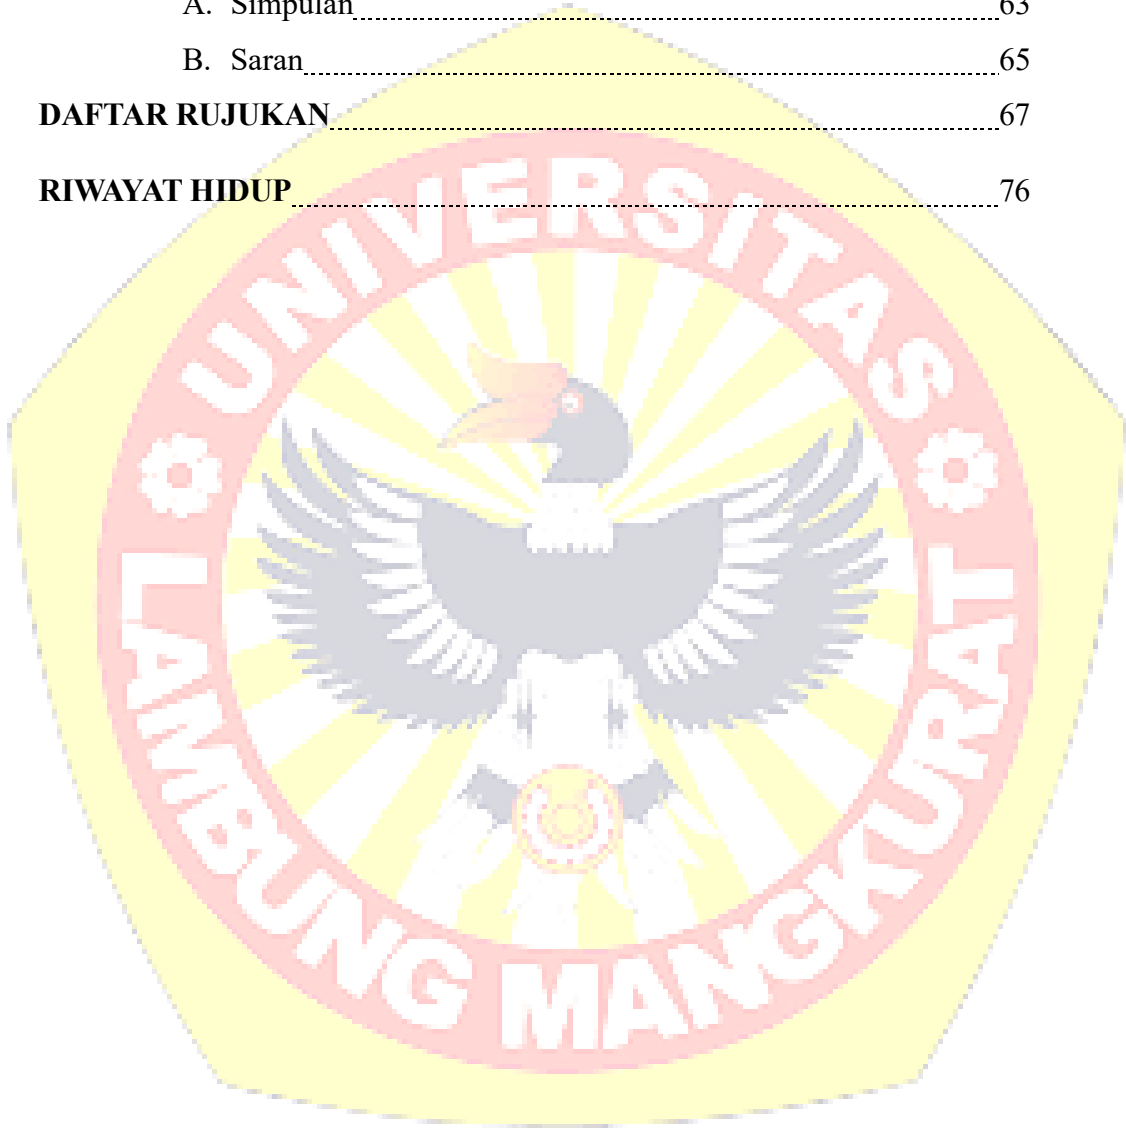 A. Simpulan 63
B. Saran 65
DAFTAR RUJUKAN 67
RIWAYAT HIDUP 76
UNIVERSITAS
LAMBUNG MANGKURAT